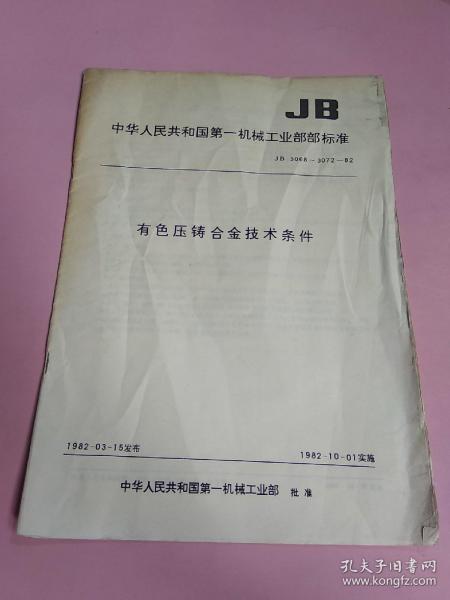 JB
中华人民共和国第一机械工业部部标准
JB 3068-3072-82
有色压铸合金技术条件
1982-03-15发布
1982-10-01实施
中华人民共和国第一机械工业部 批准
孔夫子旧书网
www.kongfz.com